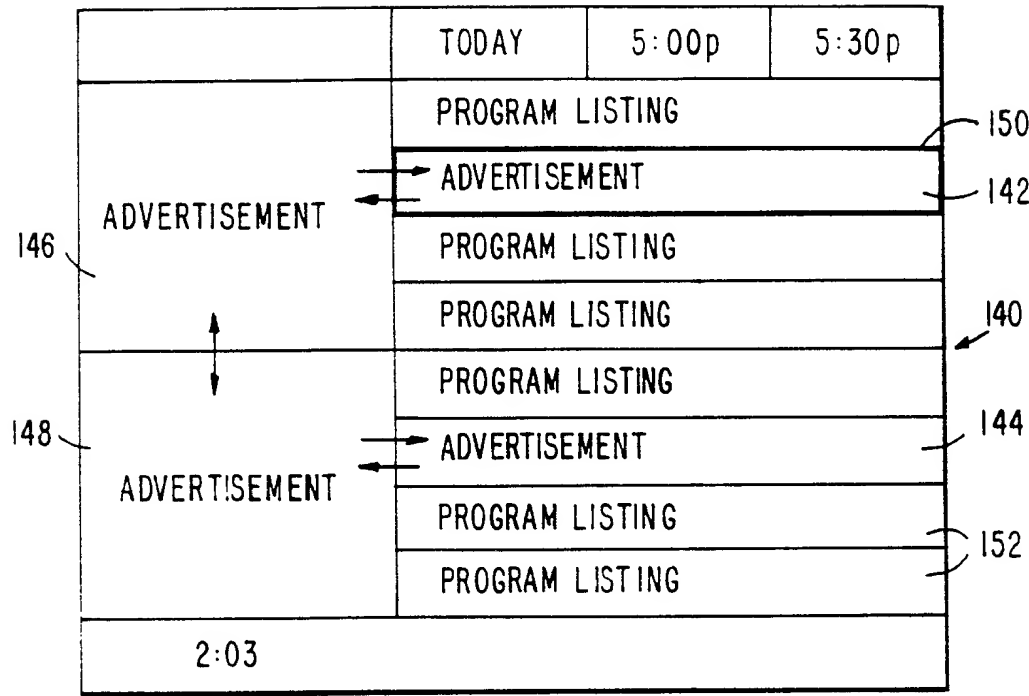 TODAY 5:00p 5:30p
PROGRAM LISTING
150
ADVERTISEMENT
142
ADVERTISEMENT
146
PROGRAM LISTING
PROGRAM LISTING
140
PROGRAM LISTING
148
ADVERTISEMENT
144
ADVERTISEMENT
PROGRAM LISTING
152
PROGRAM LISTING
2:03